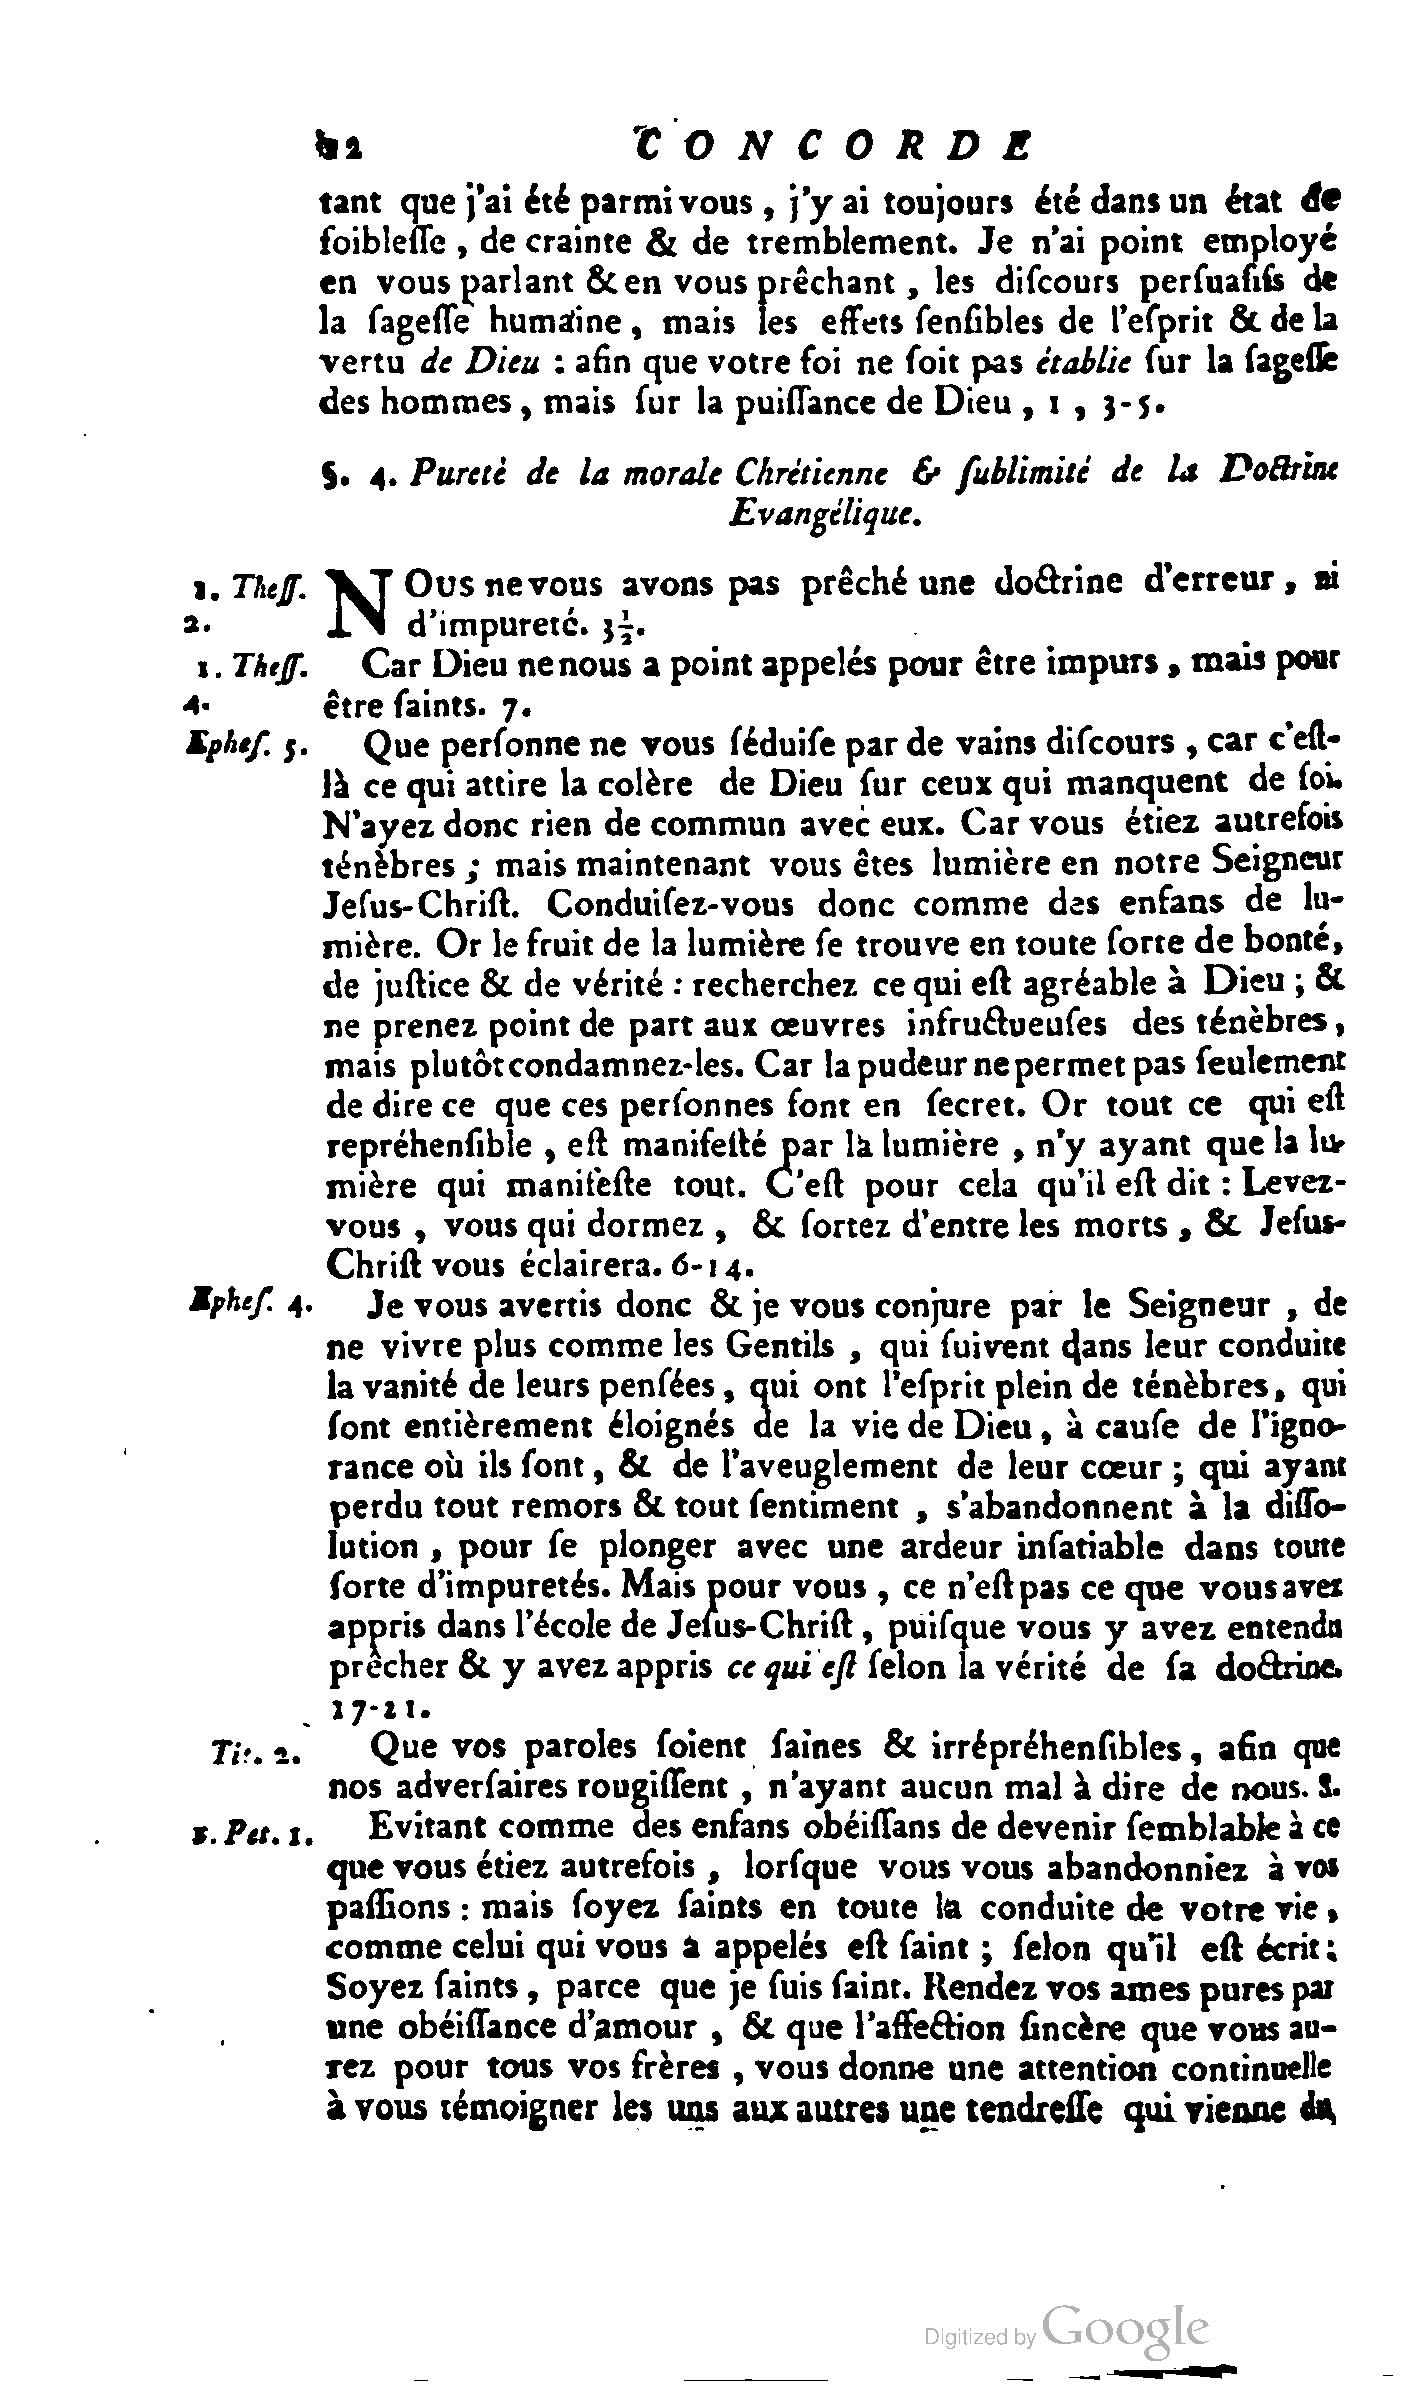 2 CONCORDE
tant que j'ai été parmi vous, j'y ai toujours été dans un état de
foiblesse, de crainte & de tremblement. Je n'ai point employé
en vous parlant & en vous prêchant, les diſcours perſuaſifs de
la ſageſſe humaine, mais les effets ſenſibles de l'eſprit & de la
vertu de Dieu : afin que votre foi ne ſoit pas établie ſur la ſageſſe
des hommes, mais ſur la puiſſance de Dieu, 1, 3-5.
§. 4. Pureté de la morale Chrétienne & ſublimité de la Doctrine
Evangélique.
1. Theſſ. NOus ne vous avons pas prêché une doctrine d'erreur, ni
2. d'impureté. 3½.
1. Theſſ. Car Dieu ne nous a point appelés pour être impurs, mais pour
4. être ſaints. 7.
Epheſ. 5. Que perſonne ne vous ſéduiſe par de vains diſcours, car c'eſt-
là ce qui attire la colère de Dieu ſur ceux qui manquent de foi.
N'ayez donc rien de commun avec eux. Car vous étiez autrefois
ténèbres ; mais maintenant vous êtes lumière en notre Seigneur
Jeſus-Chriſt. Conduiſez-vous donc comme des enfans de lu-
mière. Or le fruit de la lumière ſe trouve en toute ſorte de bonté,
de juſtice & de vérité : recherchez ce qui eſt agréable à Dieu ; &
ne prenez point de part aux œuvres infructueuſes des ténèbres,
mais plutôt condamnez-les. Car la pudeur ne permet pas ſeulement
de dire ce que ces perſonnes font en ſecret. Or tout ce qui eſt
repréhenſible, eſt manifeſté par la lumière, n'y ayant que la lu-
mière qui manifeſte tout. C'eſt pour cela qu'il eſt dit : Levez-
vous, vous qui dormez, & ſortez d'entre les morts, & Jeſus-
Chriſt vous éclairera. 6-14.
Epheſ. 4. Je vous avertis donc & je vous conjure par le Seigneur, de
ne vivre plus comme les Gentils, qui ſuivent dans leur conduite
la vanité de leurs penſées, qui ont l'eſprit plein de ténèbres, qui
ſont entièrement éloignés de la vie de Dieu, à cauſe de l'igno-
rance où ils ſont, & de l'aveuglement de leur cœur ; qui ayant
perdu tout remors & tout ſentiment, s'abandonnent à la diſſo-
lution, pour ſe plonger avec une ardeur inſatiable dans toute
ſorte d'impuretés. Mais pour vous, ce n'eſt pas ce que vous avez
appris dans l'école de Jeſus-Chriſt, puiſque vous y avez entendu
prêcher & y avez appris ce qui eſt ſelon la vérité de ſa doctrine.
17-21.
Tit. 2. Que vos paroles ſoient ſaines & irrépréhenſibles, afin que
nos adverſaires rougiſſent, n'ayant aucun mal à dire de nous. 8.
1. Pet. 1. Evitant comme des enfans obéiſſans de devenir ſemblable à ce
que vous étiez autrefois, lorſque vous vous abandonniez à vos
paſſions : mais ſoyez ſaints en toute la conduite de votre vie,
comme celui qui vous a appelés eſt ſaint ; ſelon qu'il eſt écrit :
Soyez ſaints, parce que je ſuis ſaint. Rendez vos ames pures par
une obéiſſance d'amour, & que l'affection ſincère que vous au-
rez pour tous vos frères, vous donne une attention continuelle
à vous témoigner les uns aux autres une tendreſſe qui vienne du
Digitized by Google